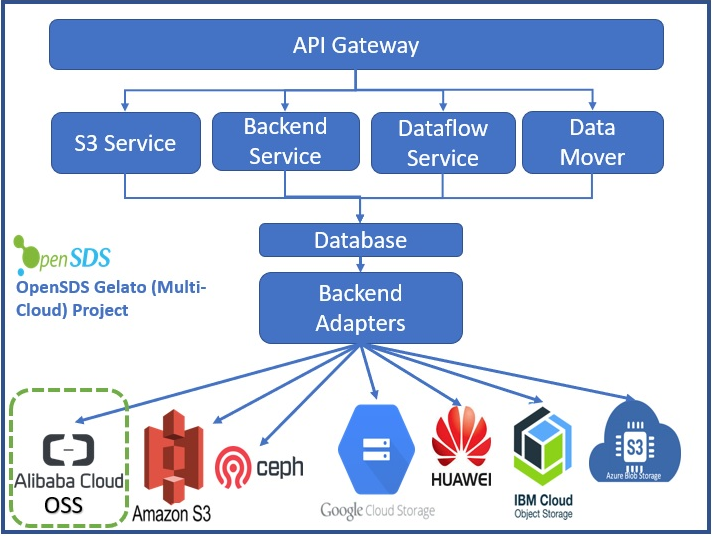 API Gateway
S3 Service
Backend
Service
Dataflow
Service
Data
Mover
Database
OpenSDS
OpenSDS Gelato (Multi-
Cloud) Project
Backend
Adapters
Alibaba Cloud
OSS
Amazon S3
ceph
Google Cloud Storage
HUAWEI
IBM Cloud
Object Storage
S3
Azure Blob Storage